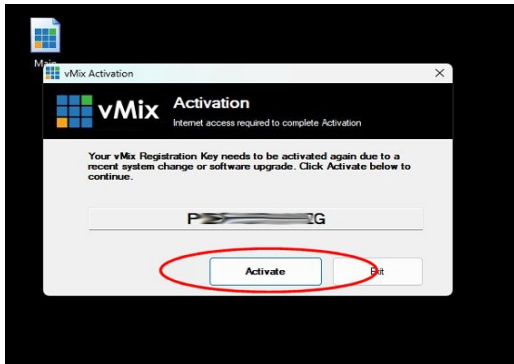 Main
vMix Activation
vMix
Activation
Internet access required to complete Activation
Your vMix Registration Key needs to be activated again due to a
recent system change or software upgrade. Click Activate below to
continue.
Activate
Exit